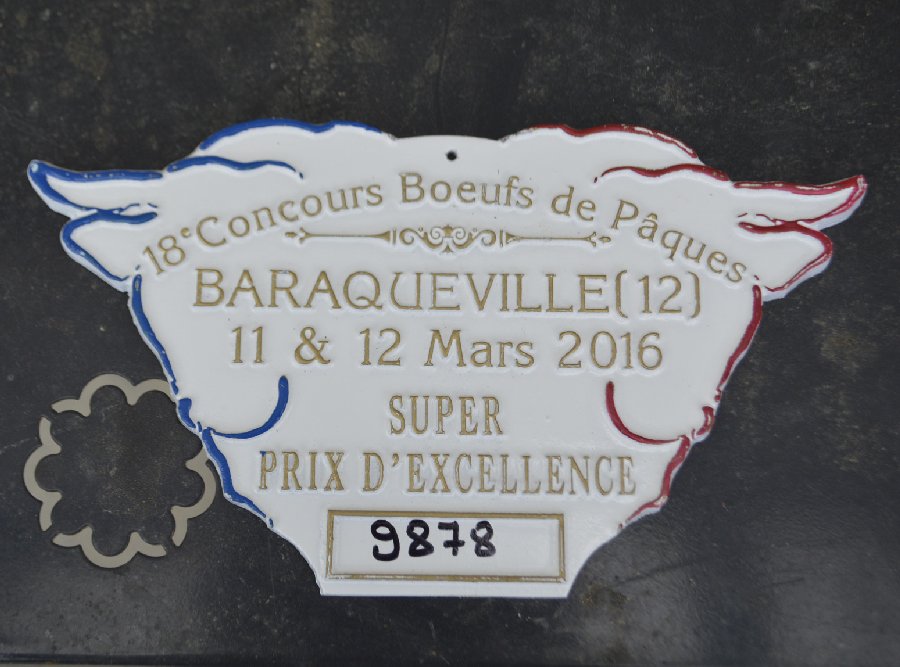 18e Concours Boeufs de Pâques
BARAQUEVILLE(12)
11 & 12 Mars 2016
SUPER
PRIX D'EXCELLENCE
9878